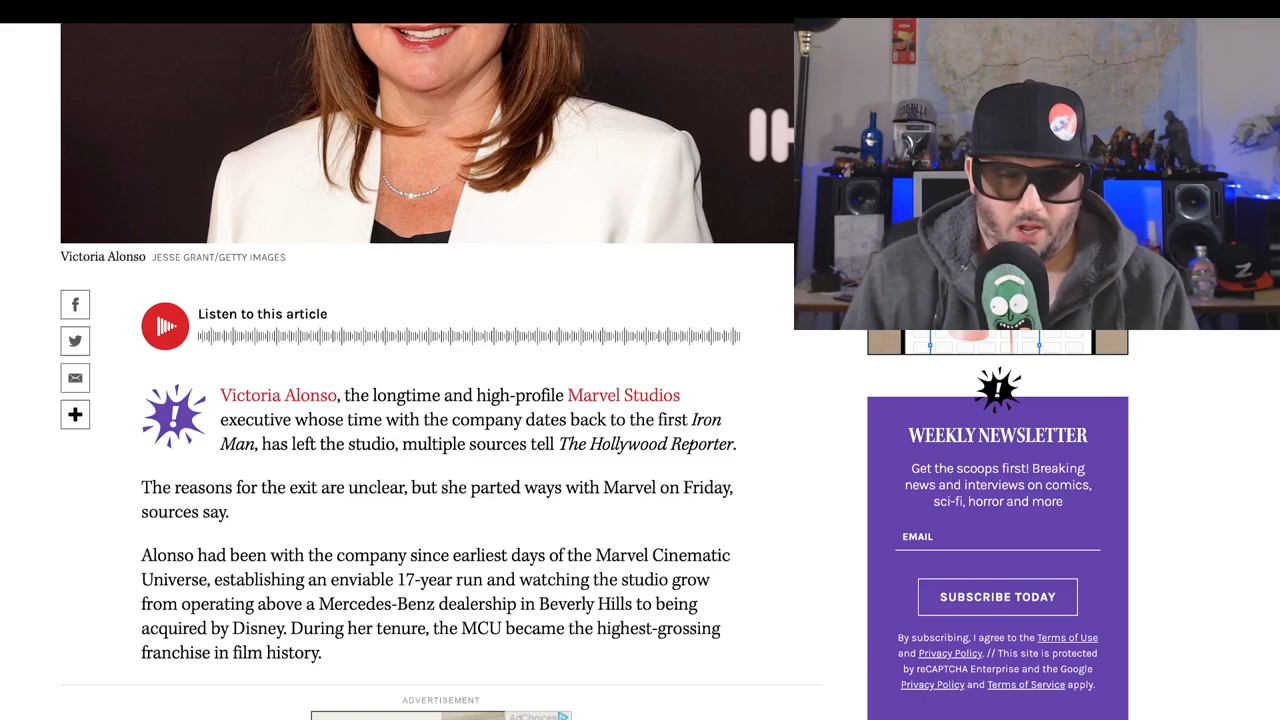 Victoria Alonso JESSE GRANT/GETTY IMAGES
Listen to this article
Victoria Alonso, the longtime and high-profile Marvel Studios
executive whose time with the company dates back to the first Iron
Man, has left the studio, multiple sources tell The Hollywood Reporter.
The reasons for the exit are unclear, but she parted ways with Marvel on Friday,
sources say.
Alonso had been with the company since earliest days of the Marvel Cinematic
Universe, establishing an enviable 17-year run and watching the studio grow
from operating above a Mercedes-Benz dealership in Beverly Hills to being
acquired by Disney. During her tenure, the MCU became the highest-grossing
franchise in film history.
ADVERTISEMENT
AdChoices
WEEKLY NEWSLETTER
Get the scoops first! Breaking
news and interviews on comics,
sci-fi, horror and more
EMAIL
SUBSCRIBE TODAY
By subscribing, I agree to the Terms of Use
and Privacy Policy. // This site is protected
by reCAPTCHA Enterprise and the Google
Privacy Policy and Terms of Service apply.